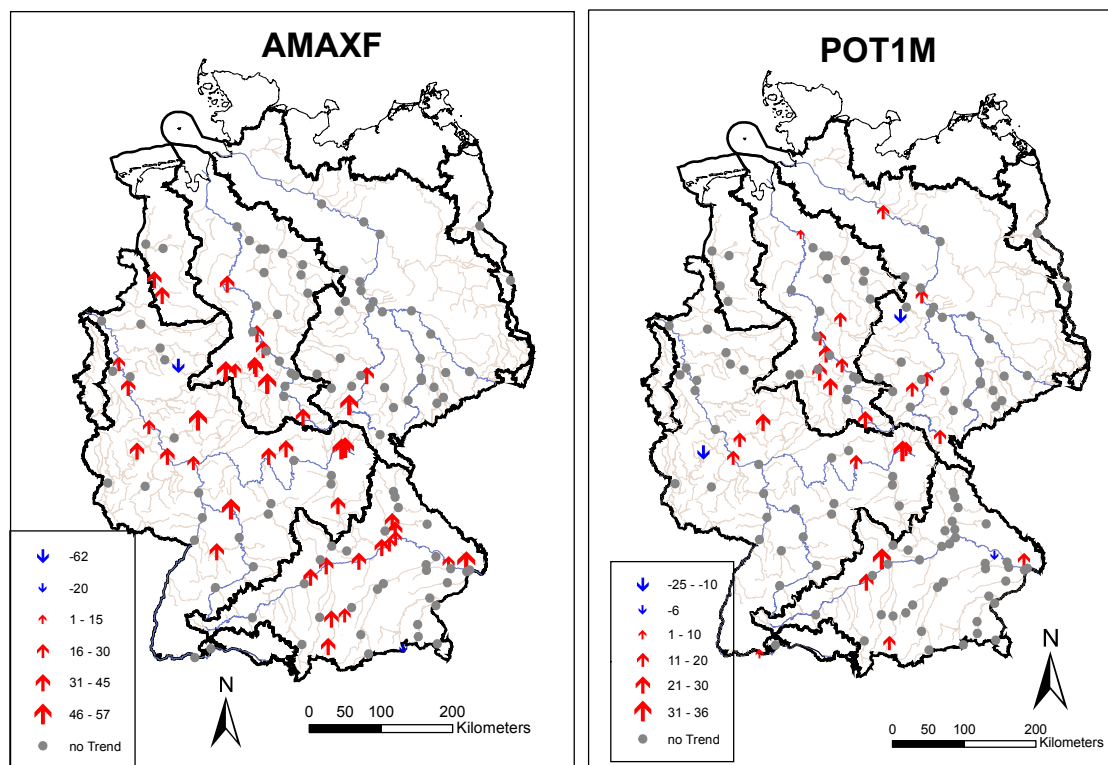 AMAXF
-62
-20
1 - 15
16 - 30
31 - 45
46 - 57
no Trend
N
0 50 100 200
Kilometers
POT1M
-25 - -10
-6
1 - 10
11 - 20
21 - 30
31 - 36
no Trend
N
0 50 100 200
Kilometers